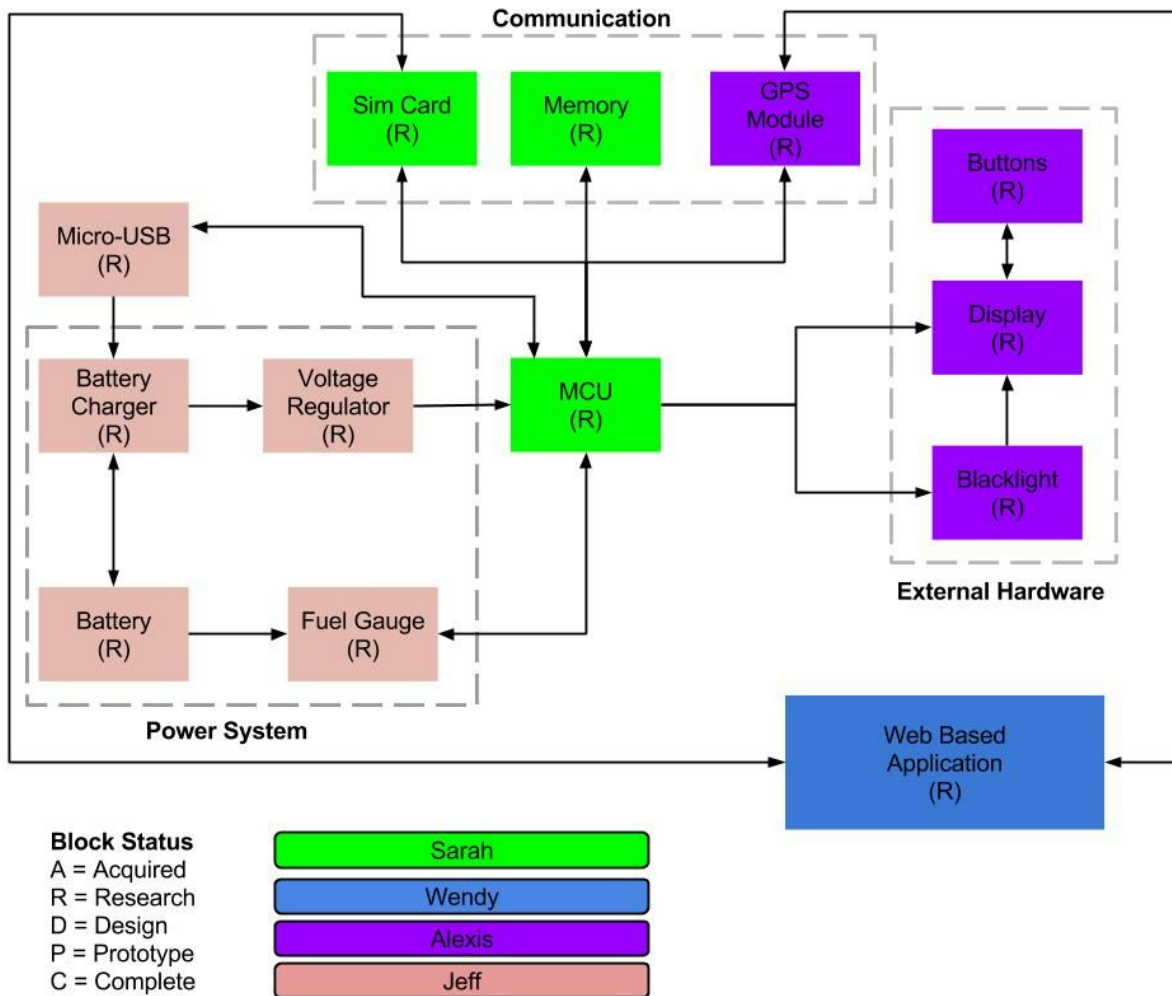 Communication
Sim Card
(R)
Memory
(R)
GPS
Module
(R)
Buttons
(R)
Micro-USB
(R)
Display
(R)
Battery
Charger
(R)
Voltage
Regulator
(R)
MCU
(R)
Blacklight
(R)
External Hardware
Battery
(R)
Fuel Gauge
(R)
Power System
Web Based
Application
(R)
Block Status
A = Acquired
R = Research
D = Design
P = Prototype
C = Complete
Sarah
Wendy
Alexis
Jeff